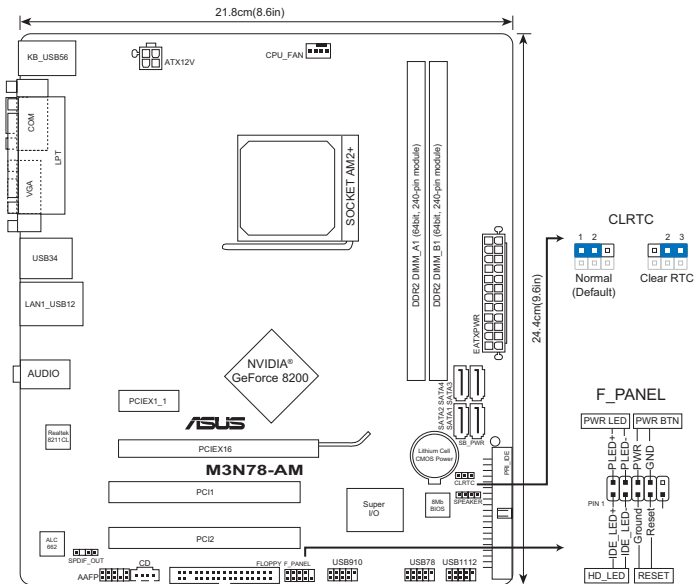 21.8cm(8.6in)
KB_USB56
ATX12V
CPU_FAN
COM
LPT
VGA
SOCKET AM2+
DDR2 DIMM_A1 (64bit, 240-pin module)
DDR2 DIMM_B1 (64bit, 240-pin module)
EATXPWR
24.4cm(9.6in)
CLRTC
1 2
2 3
Normal
(Default)
Clear RTC
USB34
LAN1_USB12
AUDIO
NVIDIA®
GeForce 8200
PCIEX1_1
ASUS
Realtek
8211CL
PCIEX16
M3N78-AM
SATA4
SATA3
SATA2
SATA1
SB_PWR
Lithium Cell
CMOS Power
CLRTC
SPEAKER
PRI_IDE
PCI1
Super
I/O
8Mb
BIOS
PCI2
ALC
662
SPDIF_OUT
AAFP
CD
FLOPPY
F_PANEL
USB910
USB78
USB1112
F_PANEL
PWR LED
PWR BTN
PLED+
PLED-
PWR
GND
PIN 1
IDE_LED+
IDE_LED-
Ground
Reset
HD_LED
RESET